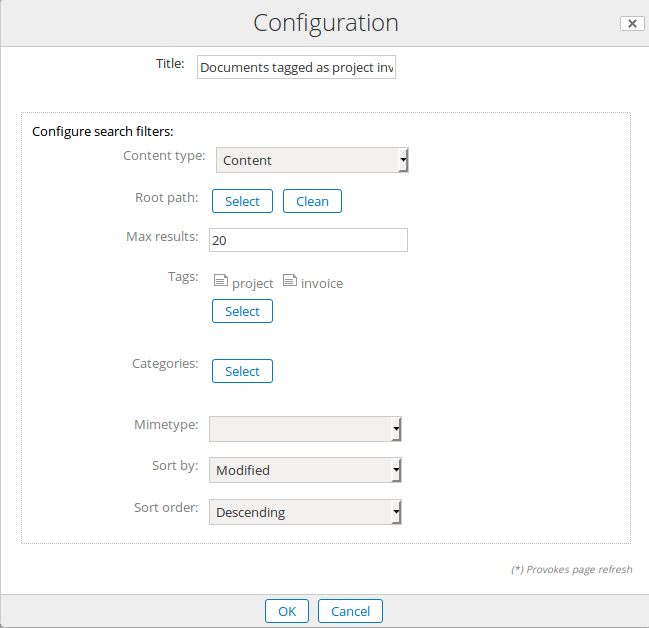 Configuration
Title: Documents tagged as project inv
Configure search filters:
Content type: Content
Root path: Select Clean
Max results: 20
Tags: project invoice
Select
Categories: Select
Mimetype:
Sort by: Modified
Sort order: Descending
(*) Provokes page refresh
OK Cancel